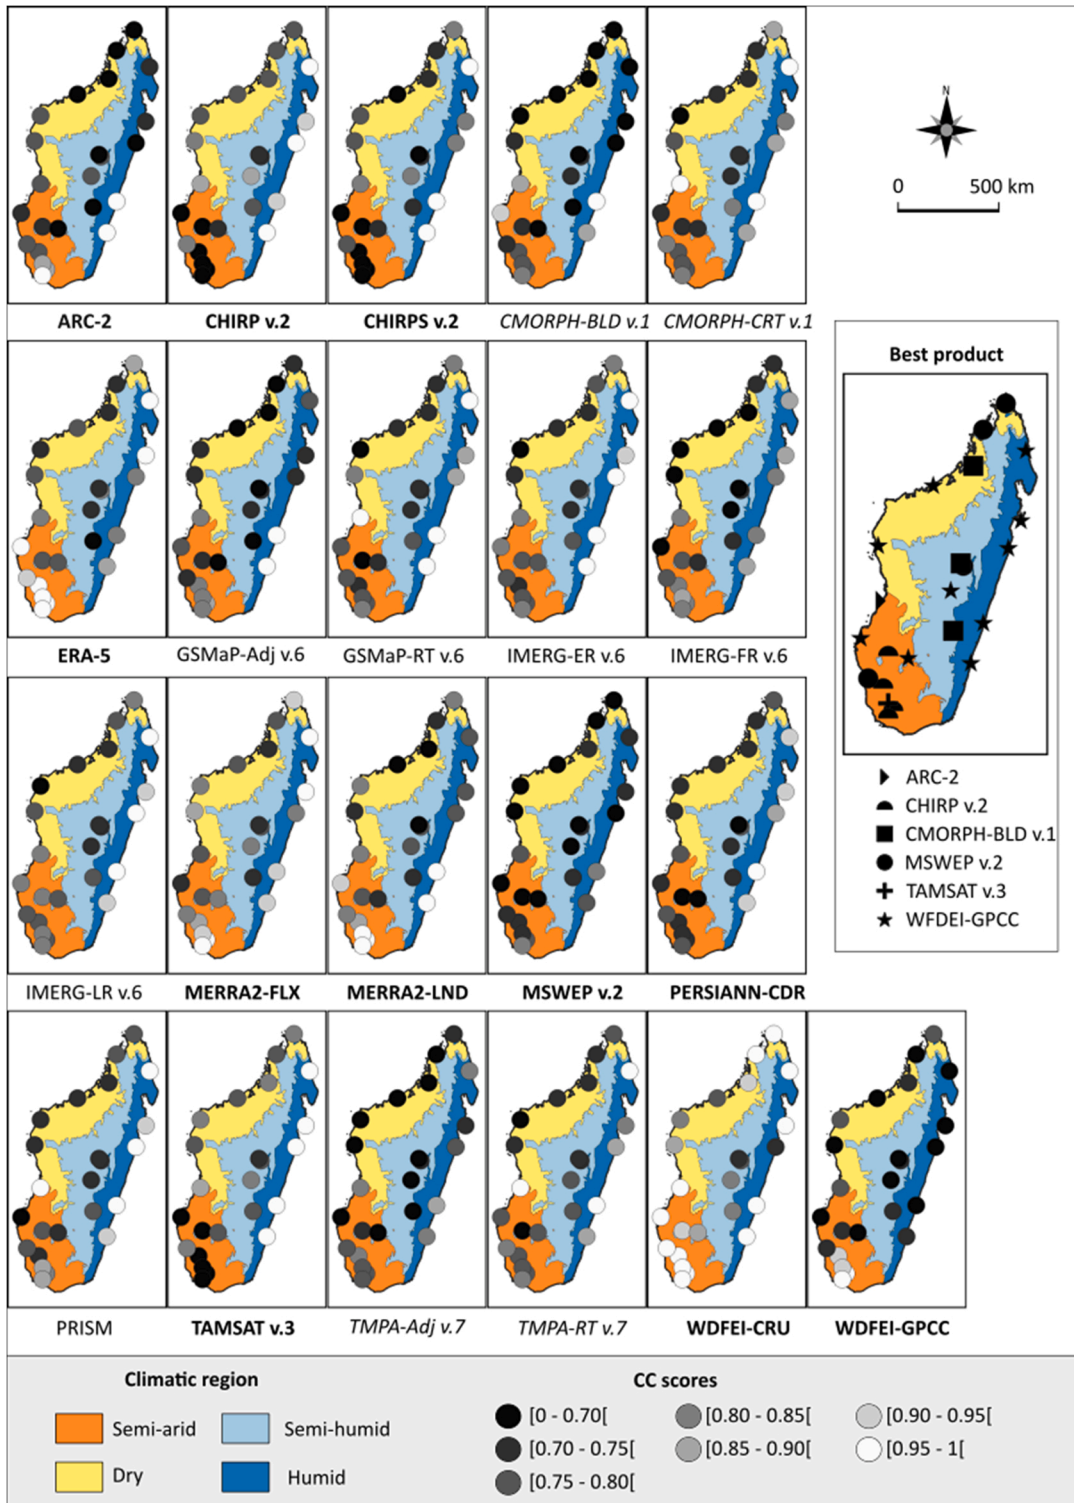 N
0 500 km
ARC-2 CHIRP v.2 CHIRPS v.2 CMORPH-BLD v.1 CMORPH-CRT v.1
Best product
ERA-5 GSMaP-Adj v.6 GSMaP-RT v.6 IMERG-ER v.6 IMERG-FR v.6
ARC-2
CHIRP v.2
CMORPH-BLD v.1
MSWEP v.2
TAMSAT v.3
WFDEI-GPCC
IMERG-LR v.6 MERRA2-FLX MERRA2-LND MSWEP v.2 PERSIANN-CDR
PRISM TAMSAT v.3 TMPA-Adj v.7 TMPA-RT v.7 WDFEI-CRU WDFEI-GPCC
Climatic region
Semi-arid Semi-humid
Dry Humid
CC scores
[0 - 0.70[ [0.80 - 0.85[ [0.90 - 0.95[
[0.70 - 0.75[ [0.85 - 0.90[ [0.95 - 1[
[0.75 - 0.80[